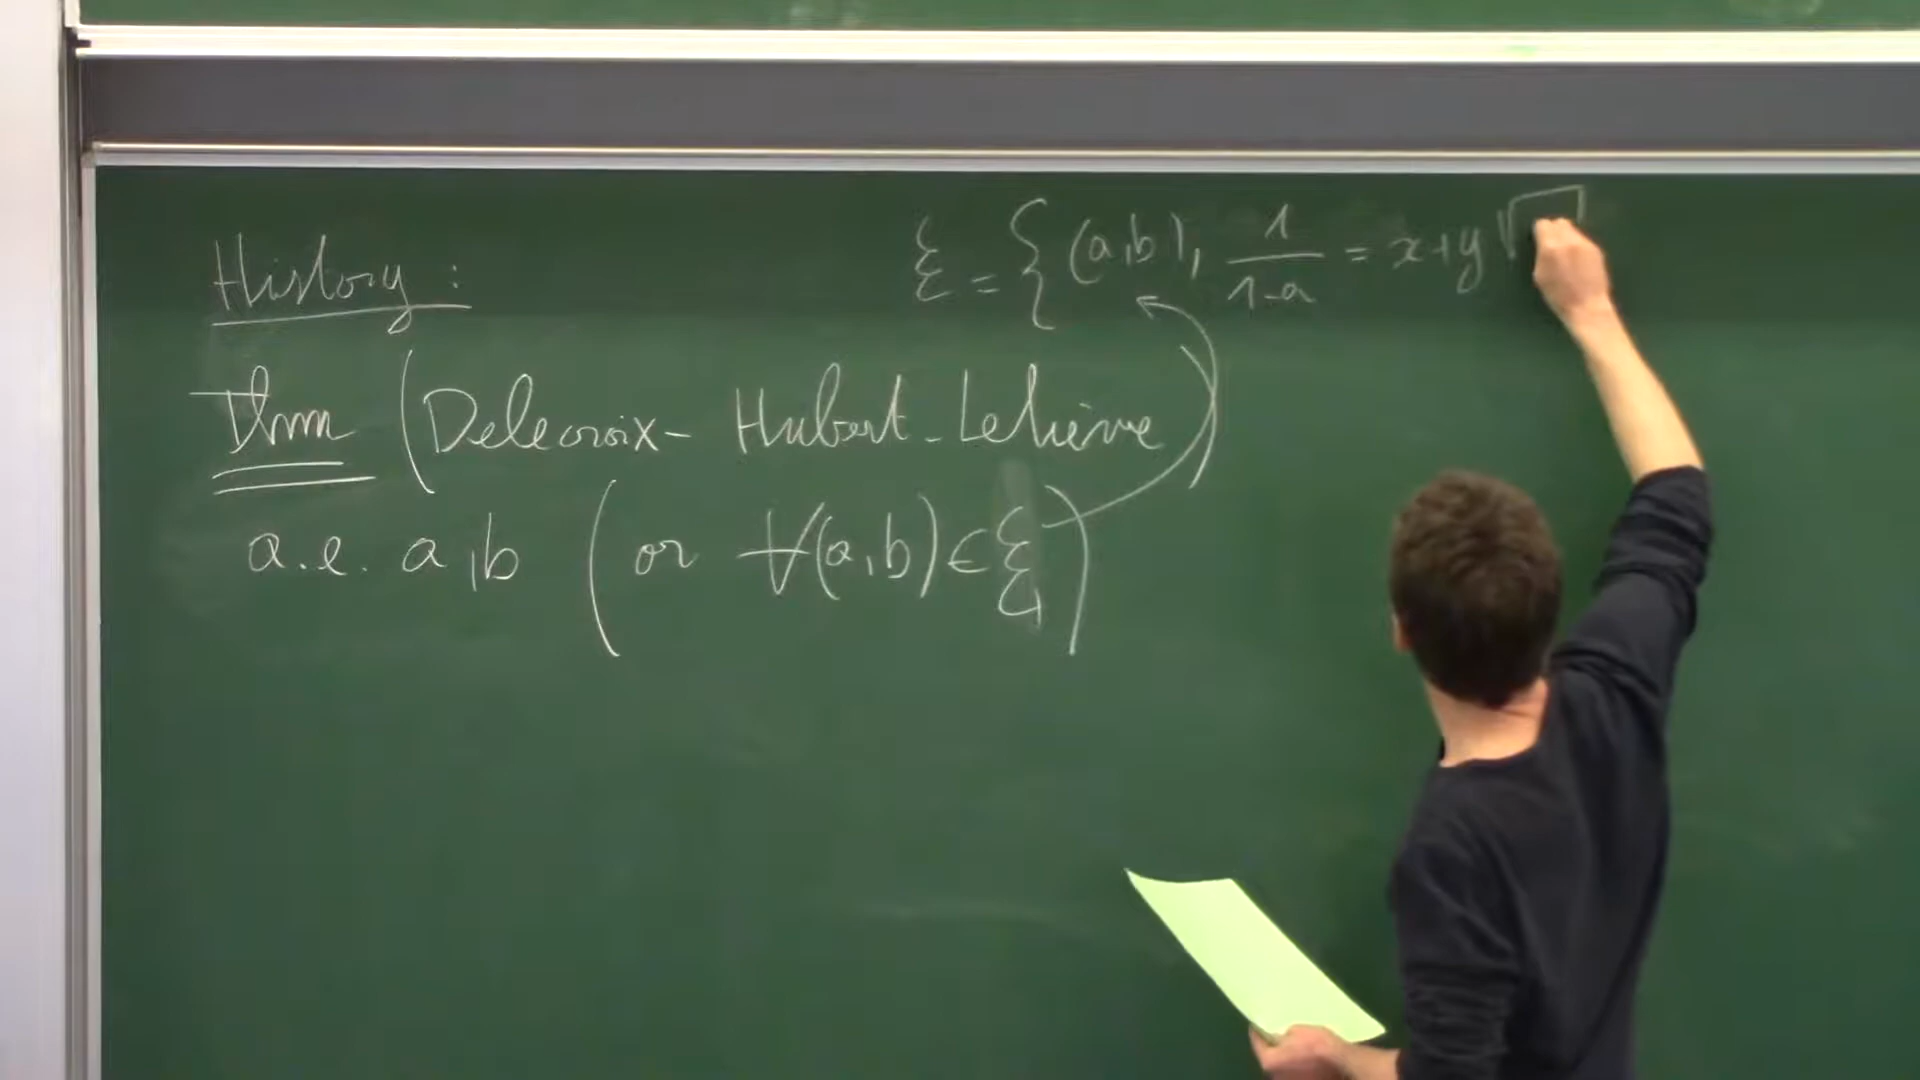 ℰ = { (a,b), 1/(1-a) = x+y√
History :
Thm (Delecroix - Hubert - Lelièvre)
a.e. a,b ( or ∀(a,b) ∈ ℰ )